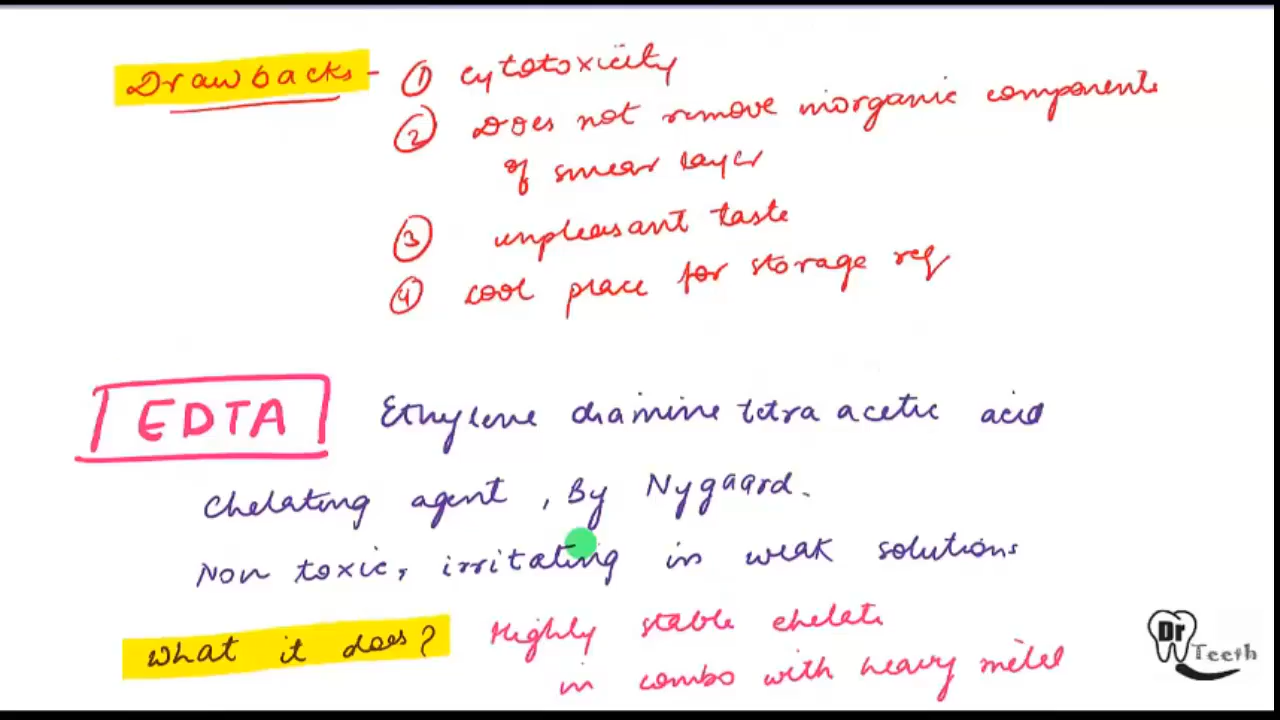 Drawbacks - ① cytotoxicity
② Does not remove inorganic components
of smear layer
③ unpleasant taste
④ cool place for storage req
EDTA Ethylene diamine tetra acetic acid
Chelating agent, By Nygaard.
Non toxic, irritating in weak solutions
What it does? Highly stable chelate
in combo with heavy metal
Dr Teeth